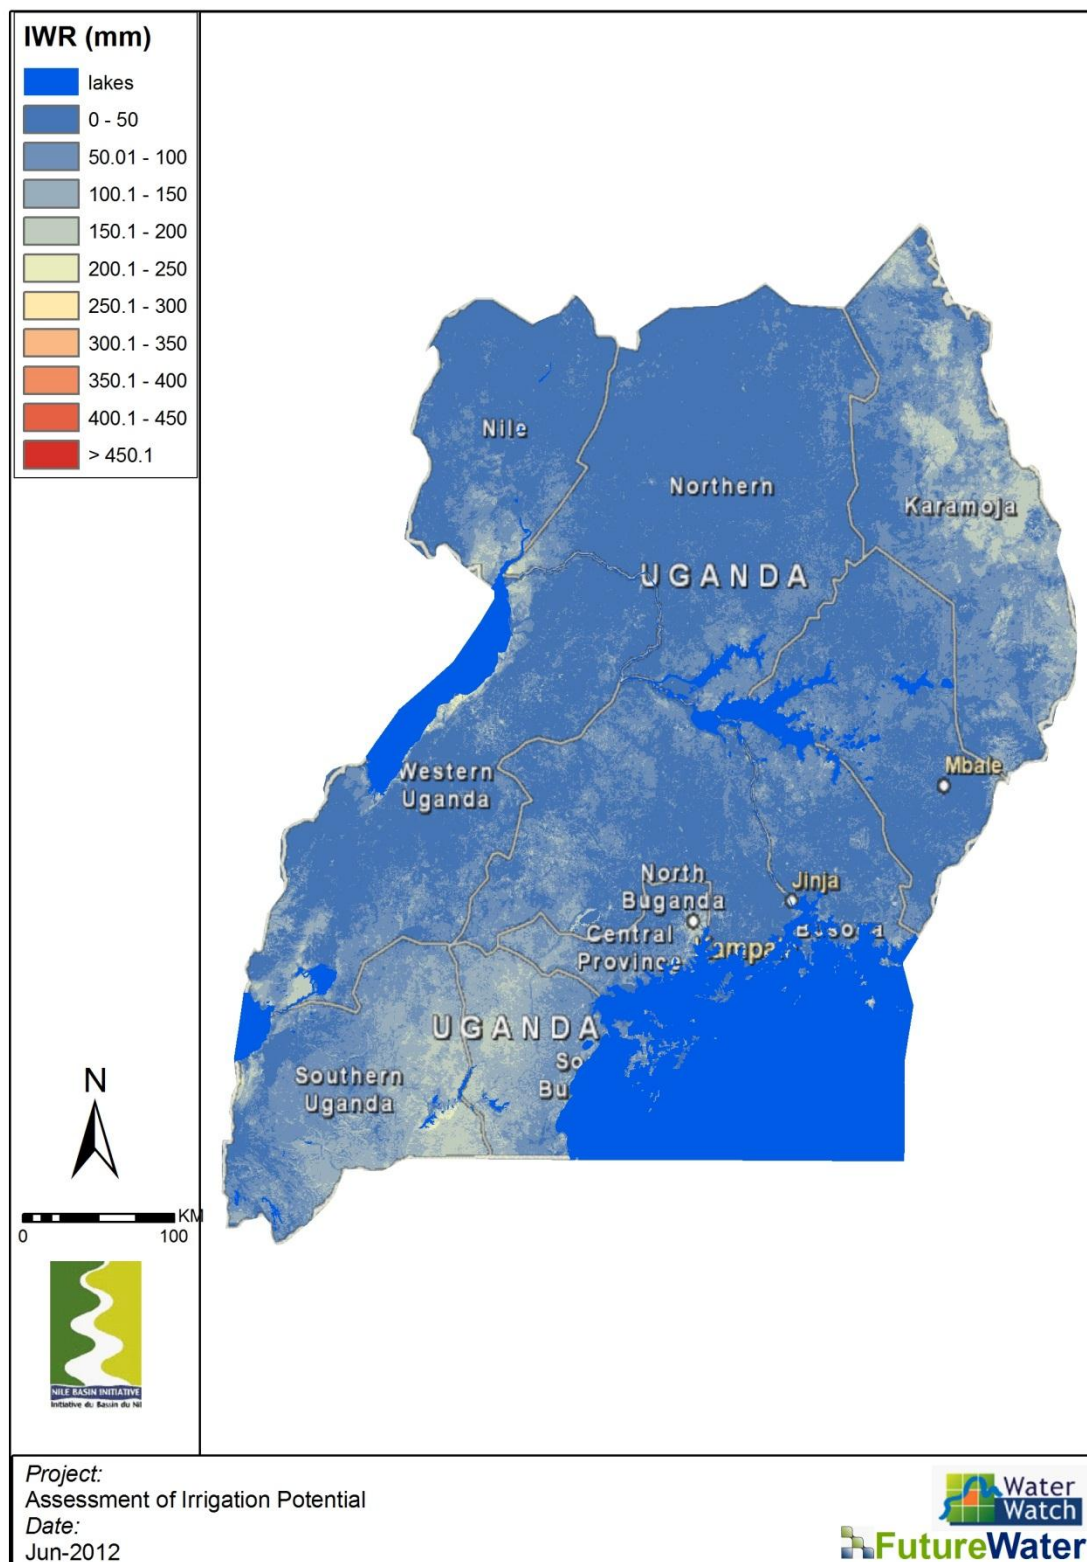 IWR (mm)
lakes
0 - 50
50.01 - 100
100.1 - 150
150.1 - 200
200.1 - 250
250.1 - 300
300.1 - 350
350.1 - 400
400.1 - 450
> 450.1
Nile
Northern
Karamoja
UGANDA
Western
Uganda
Mbale
North
Buganda
Jinja
Central
Province
UGANDA
Southern
Uganda
So
Bu
N
KM
0 100
NILE BASIN INITIATIVE
Initiative du Bassin du Nil
Project:
Assessment of Irrigation Potential
Date:
Jun-2012
Water
Watch
FutureWater